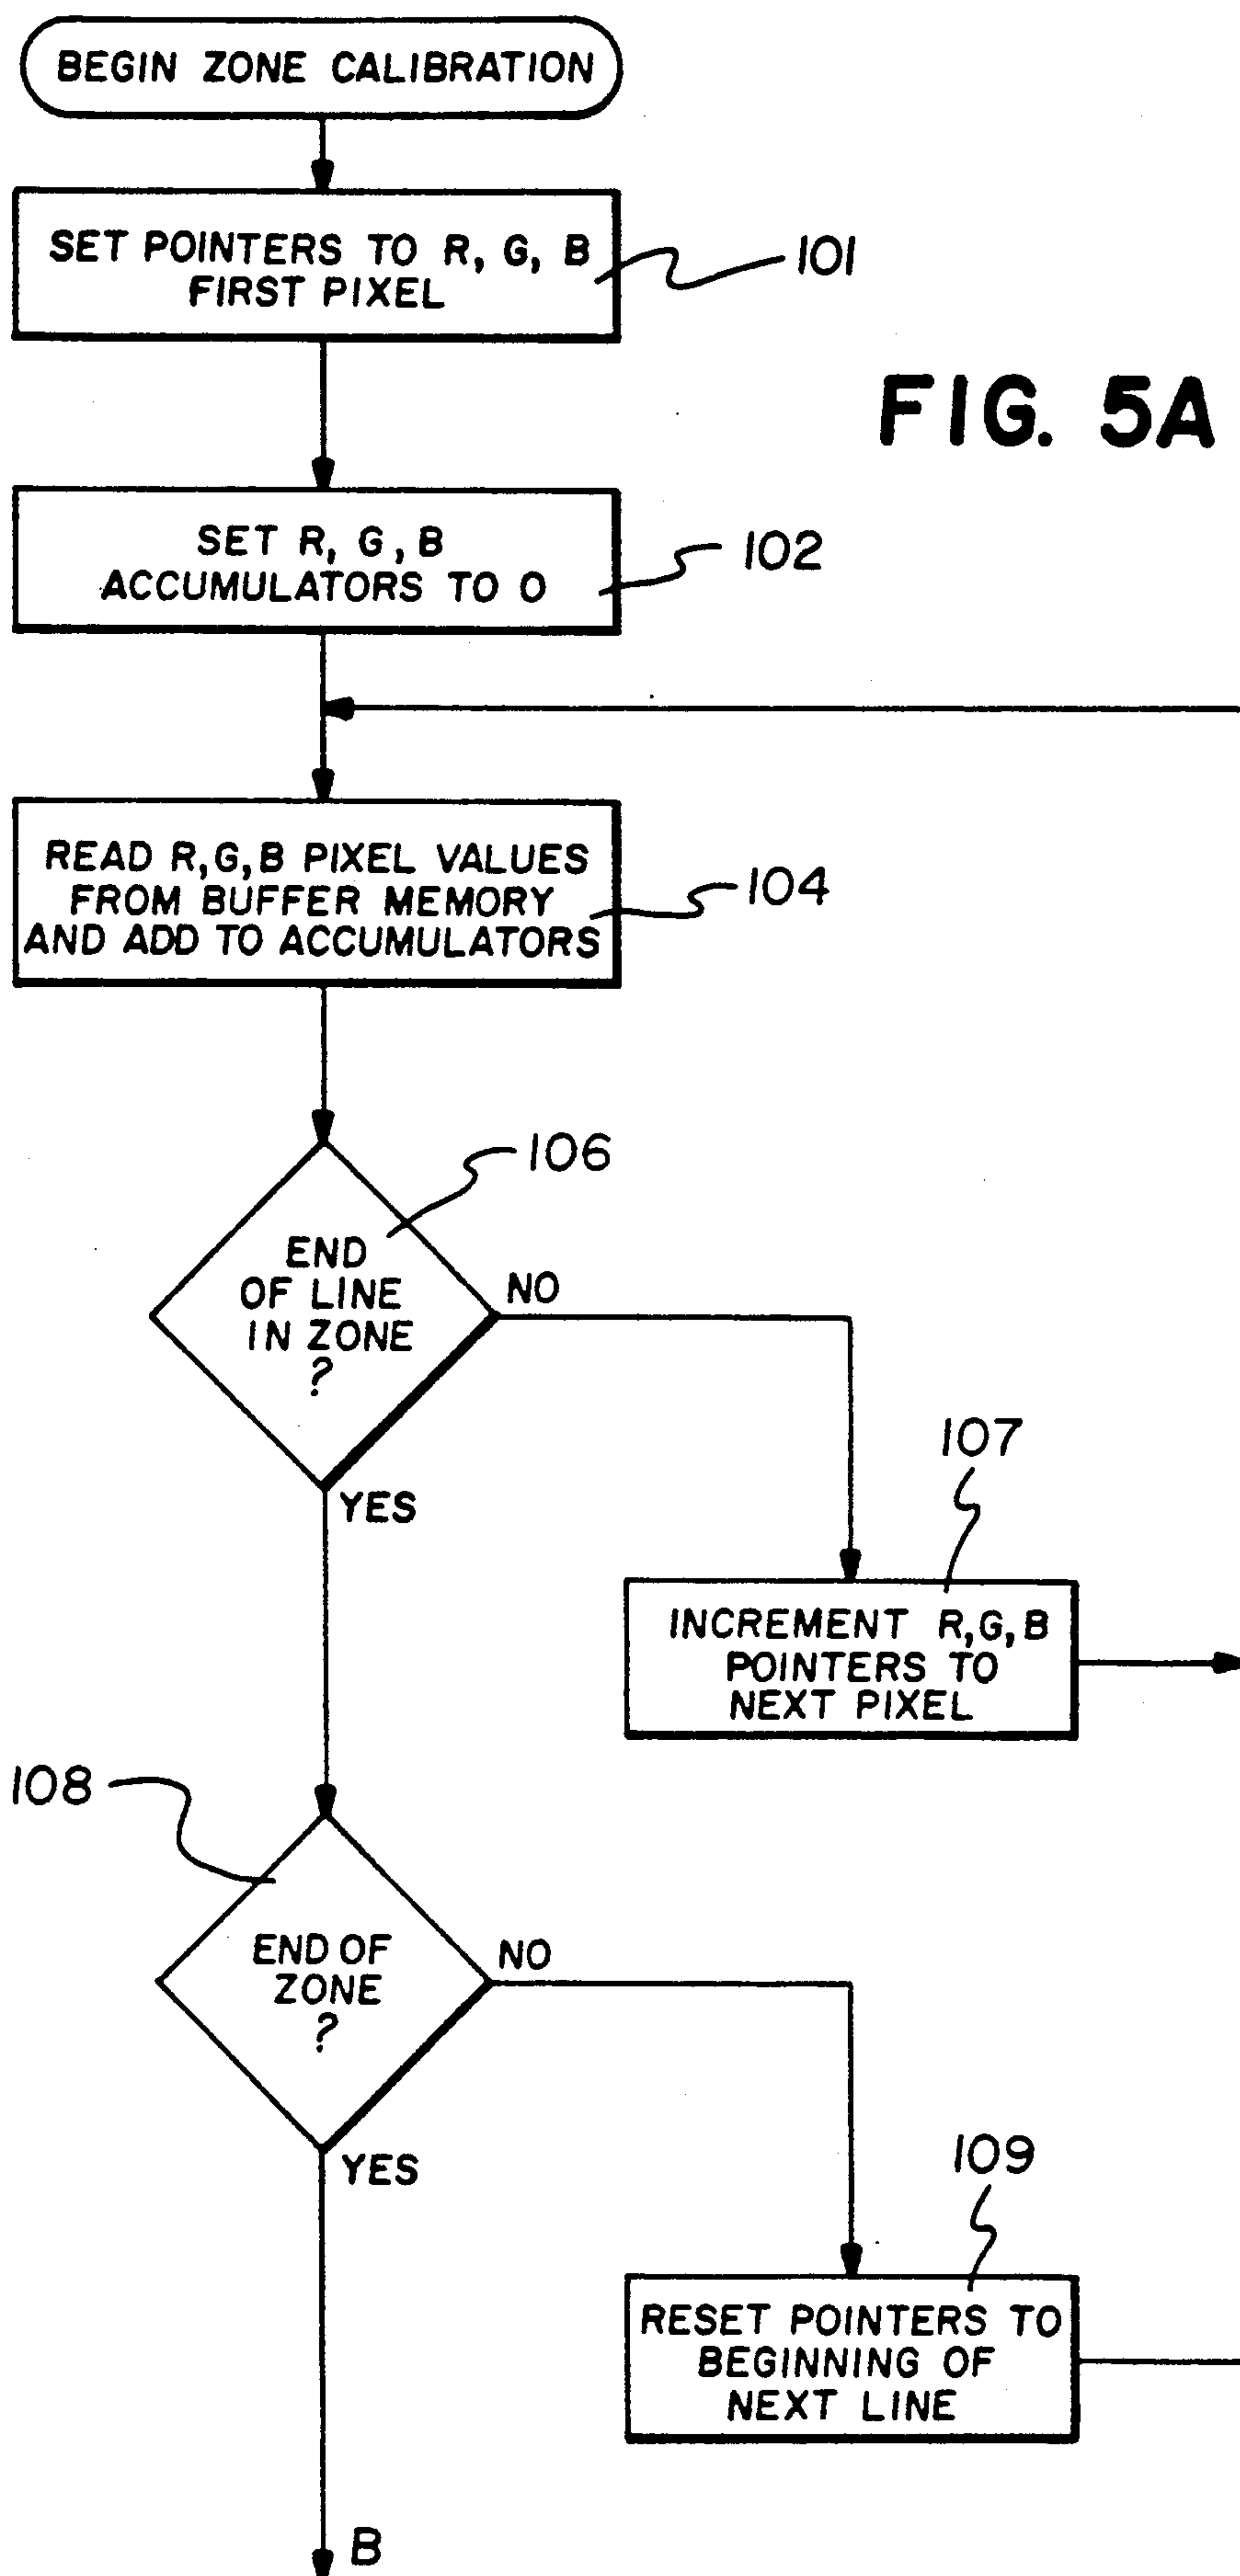 BEGIN ZONE CALIBRATION
SET POINTERS TO R, G, B
FIRST PIXEL
101
FIG. 5A
SET R, G, B
ACCUMULATORS TO 0
102
READ R,G,B PIXEL VALUES
FROM BUFFER MEMORY
AND ADD TO ACCUMULATORS
104
106
END
OF LINE
IN ZONE
?
NO
YES
107
INCREMENT R,G,B
POINTERS TO
NEXT PIXEL
108
END OF
ZONE
?
NO
YES
109
RESET POINTERS TO
BEGINNING OF
NEXT LINE
B